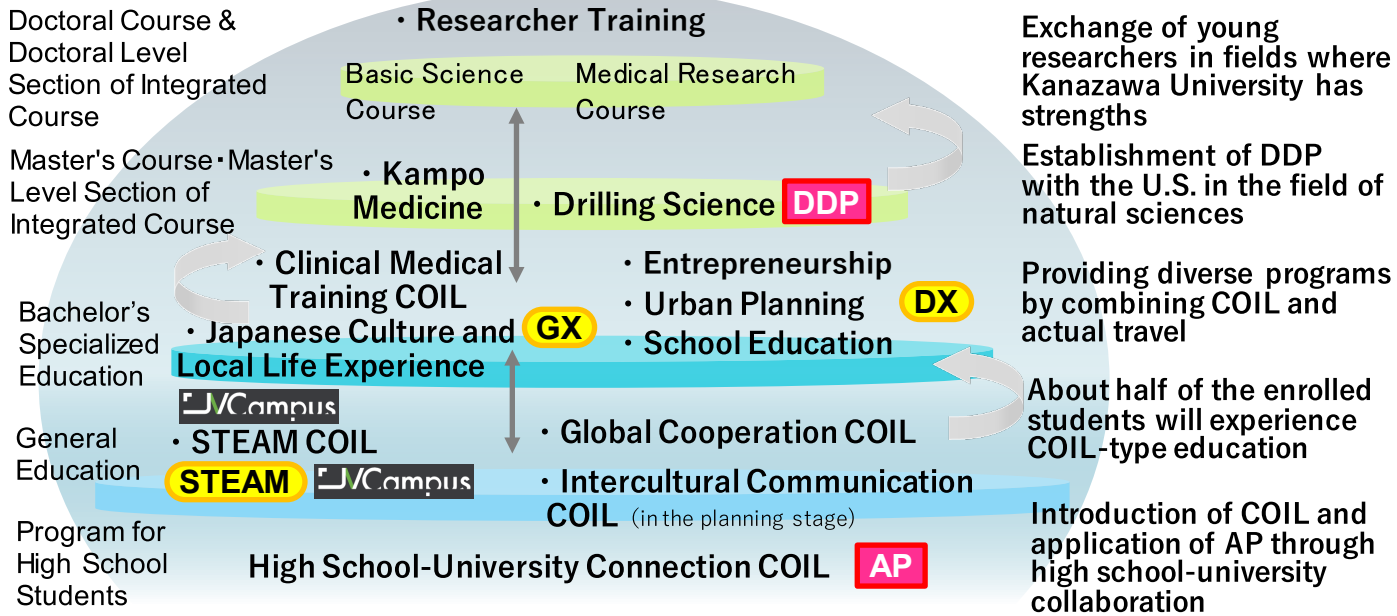 Doctoral Course &
Doctoral Level
Section of Integrated
Course
・Researcher Training
Basic Science
Course
Medical Research
Course
Exchange of young
researchers in fields where
Kanazawa University has
strengths
Master's Course・Master's
Level Section of
Integrated Course
・Kampo
Medicine
・Drilling Science
DDP
Establishment of DDP
with the U.S. in the field of
natural sciences
Bachelor's
Specialized
Education
・Clinical Medical
Training COIL
・Japanese Culture and
Local Life Experience
GX
JVCampus
・Entrepreneurship
・Urban Planning
・School Education
DX
Providing diverse programs
by combining COIL and
actual travel
General
Education
・STEAM COIL
STEAM
JVCampus
・Global Cooperation COIL
・Intercultural Communication
COIL (in the planning stage)
About half of the enrolled
students will experience
COIL-type education
Program for
High School
Students
High School-University Connection COIL
AP
Introduction of COIL and
application of AP through
high school-university
collaboration